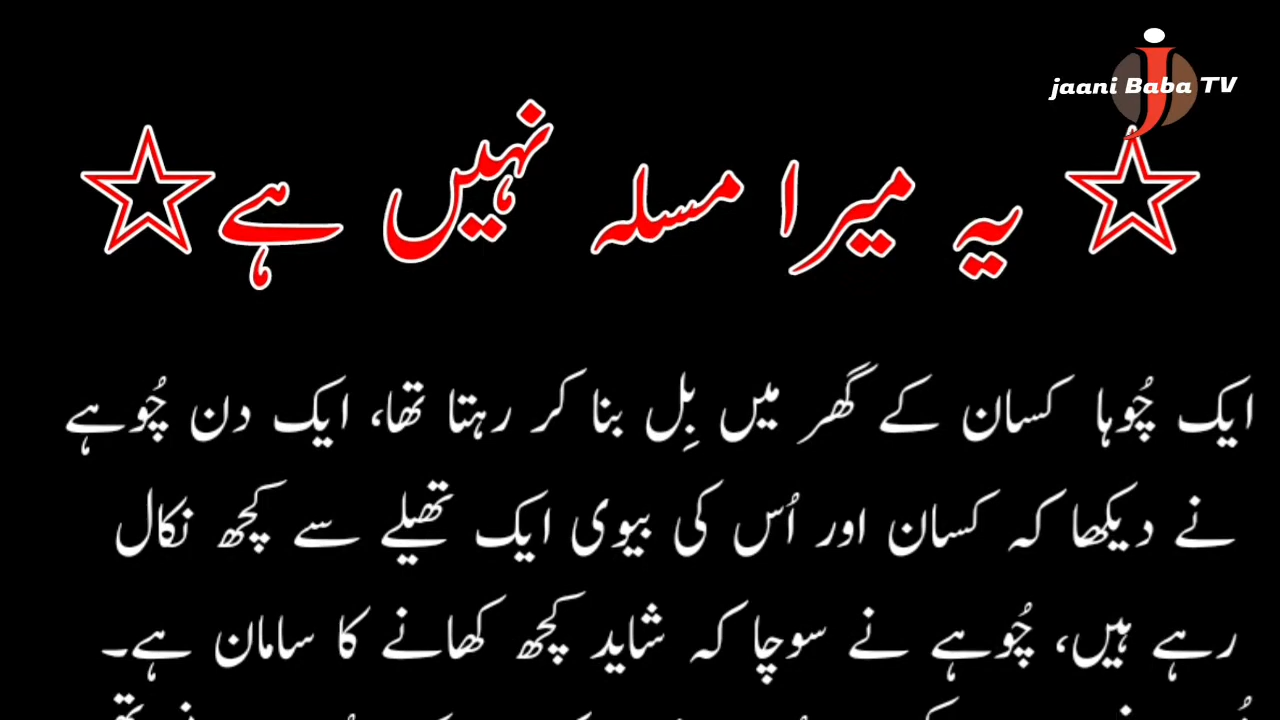 jaani Baba TV
☆ یہ میرا مسلہ نہیں ہے ☆
ایک چُوہا کسان کے گھر میں بِل بنا کر رہتا تھا، ایک دن چُوہے
نے دیکھا کہ کسان اور اُس کی بیوی ایک تھیلے سے کچھ نکال
رہے ہیں، چُوہے نے سوچا کہ شاید کچھ کھانے کا سامان ہے۔